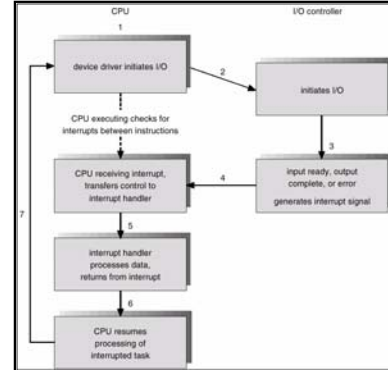 CPU
I/O controller
1
device driver initiates I/O
2
initiates I/O
CPU executing checks for
interrupts between instructions
3
CPU receiving interrupt,
transfers control to
interrupt handler
4
input ready, output
complete, or error
generates interrupt signal
7
5
interrupt handler
processes data,
returns from interrupt
6
CPU resumes
processing of
interrupted task